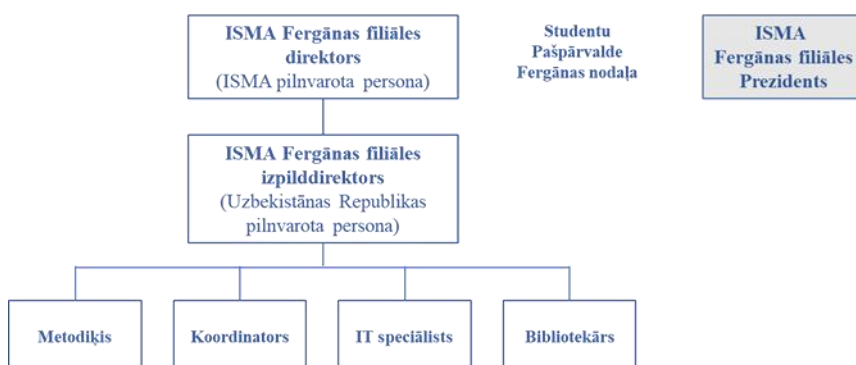 ISMA Fergānas filiāles
direktors
(ISMA pilnvarota persona)
Studentu
Pašpārvalde
Fergānas nodaļa
ISMA
Fergānas filiāles
Prezidents
ISMA Fergānas filiāles
izpilddirektors
(Uzbekistānas Republikas
pilnvarota persona)
Metodiķis
Koordinators
IT speciālists
Bibliotekārs